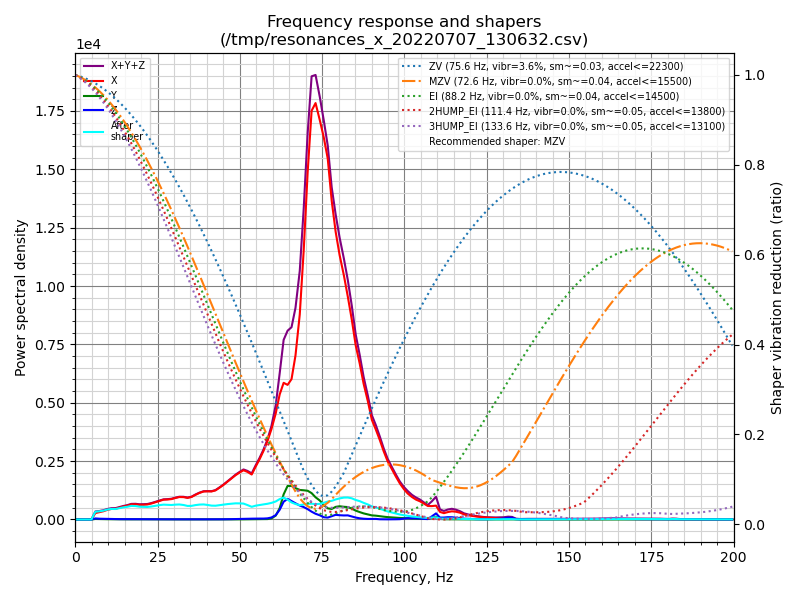 Frequency response and shapers
(/tmp/resonances_x_20220707_130632.csv)
1e4
X+Y+Z
X
Y
Z
After
shaper
ZV (75.6 Hz, vibr=3.6%, sm~=0.03, accel<=22300)
MZV (72.6 Hz, vibr=0.0%, sm~=0.04, accel<=15500)
EI (88.2 Hz, vibr=0.0%, sm~=0.04, accel<=14500)
2HUMP_EI (111.4 Hz, vibr=0.0%, sm~=0.05, accel<=13800)
3HUMP_EI (133.6 Hz, vibr=0.0%, sm~=0.05, accel<=13100)
Recommended shaper: MZV
1.75
1.50
1.25
1.00
0.75
0.50
0.25
0.00
Power spectral density
1.0
0.8
0.6
0.4
0.2
0.0
Shaper vibration reduction (ratio)
0 25 50 75 100 125 150 175 200
Frequency, Hz